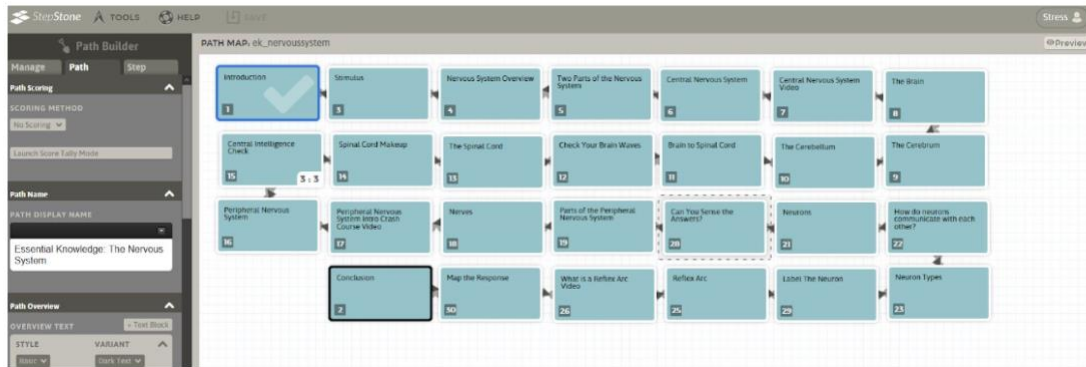 StepStone TOOLS HELP SAVE Stress
Path Builder
Manage Path Step
Path Scoring
SCORING METHOD
No Scoring
Launch Score Tally Mode
Path Name
PATH DISPLAY NAME
Essential Knowledge: The Nervous
System
Path Overview
OVERVIEW TEXT + Text Block
STYLE VARIANT
Basic Dark Text
PATH MAP: ek_nervoussystem Preview
Introduction
1
Stimulus
3
Nervous System Overview
4
Two Parts of the Nervous
System
5
Central Nervous System
6
Central Nervous System
Video
7
The Brain
8
Central Intelligence
Check
15 3 : 3
Spinal Cord Makeup
14
The Spinal Cord
13
Check Your Brain Waves
12
Brain to Spinal Cord
11
The Cerebellum
10
The Cerebrum
9
Peripheral Nervous
System
16
Peripheral Nervous
System Intro Crash
Course Video
17
Nerves
18
Parts of the Peripheral
Nervous System
19
Can You Sense the
Answers?
20
Neurons
21
How do neurons
communicate with each
other?
22
Conclusion
2
Map the Response
30
What is a Reflex Arc
Video
26
Reflex Arc
25
Label The Neuron
29
Neuron Types
23